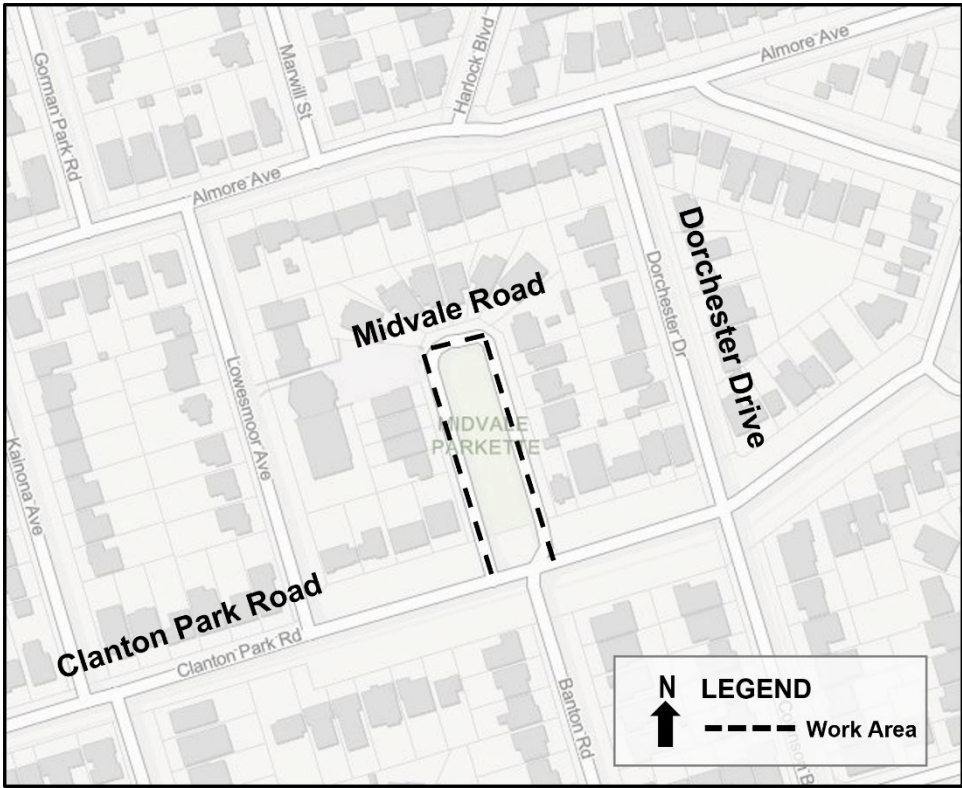 Almore Ave
Harlock Blvd
Marwill St
Gorman Park Rd
Almore Ave
Dorchester Drive
Dorchester Dr
Midvale Road
MIDVALE
PARKETTE
Lowesmoor Ave
Kainona Ave
Clanton Park Road
Clanton Park Rd
Banton Rd
N LEGEND
Work Area